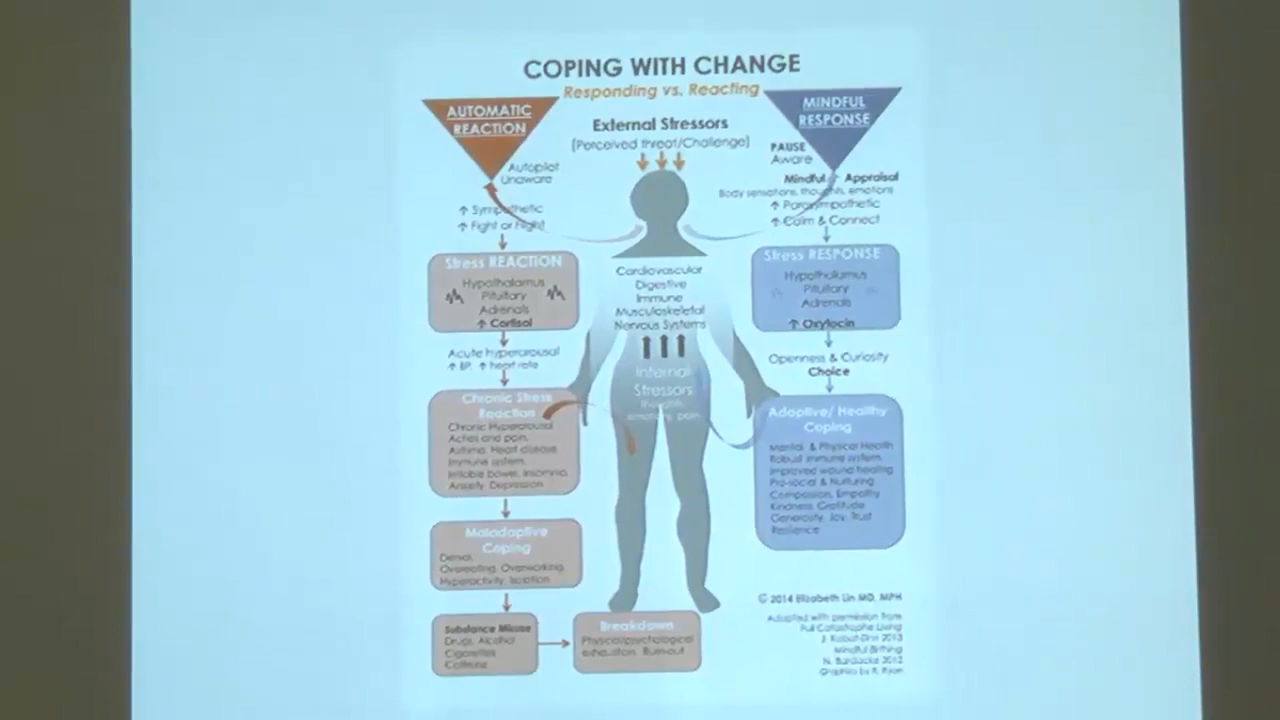 COPING WITH CHANGE
Responding vs. Reacting
AUTOMATIC
REACTION
Autopilot
Unaware
↑ Sympathetic
↑ Fight or flight
Stress REACTION
Hypothalamus
Pituitary
Adrenals
↑ Cortisol
Acute hyperarousal
↑ BP, ↑ heart rate
Chronic Stress
Reaction
Chronic Hyperarousal
Aches and pain,
Asthma, Heart disease
Immune system,
Irritable bowel, Insomnia,
Anxiety, Depression
Maladaptive
Coping
Denial,
Overeating, Overworking,
Hyperactivity, Isolation
Substance Misuse
Drugs, Alcohol
Cigarettes
Caffeine
Breakdown
Physical/psychological
exhaustion, Burn-out
External Stressors
(Perceived threat/Challenge)
Cardiovascular
Digestive
Immune
Musculoskeletal
Nervous Systems
Internal
Stressors
thoughts,
emotions, pain
MINDFUL
RESPONSE
PAUSE
Aware
Mindful Appraisal
Body sensations, thoughts, emotions
↑ Parasympathetic
↑ Calm & Connect
Stress RESPONSE
Hypothalamus
Pituitary
Adrenals
↑ Oxytocin
Openness & Curiosity
Choice
Adaptive/ Healthy
Coping
Mental & Physical Health
Robust immune system,
Improved wound healing
Pro-social & Nurturing
Compassion, Empathy
Kindness, Gratitude
Generosity, Joy, Trust
Resilience
© 2014 Elizabeth Lin MD, MPH
Adapted with permission from
Full Catastrophe Living
J. Kabat-Zinn 2013
Mindful Birthing
N. Bardacke 2012
Graphics by R. Ryan